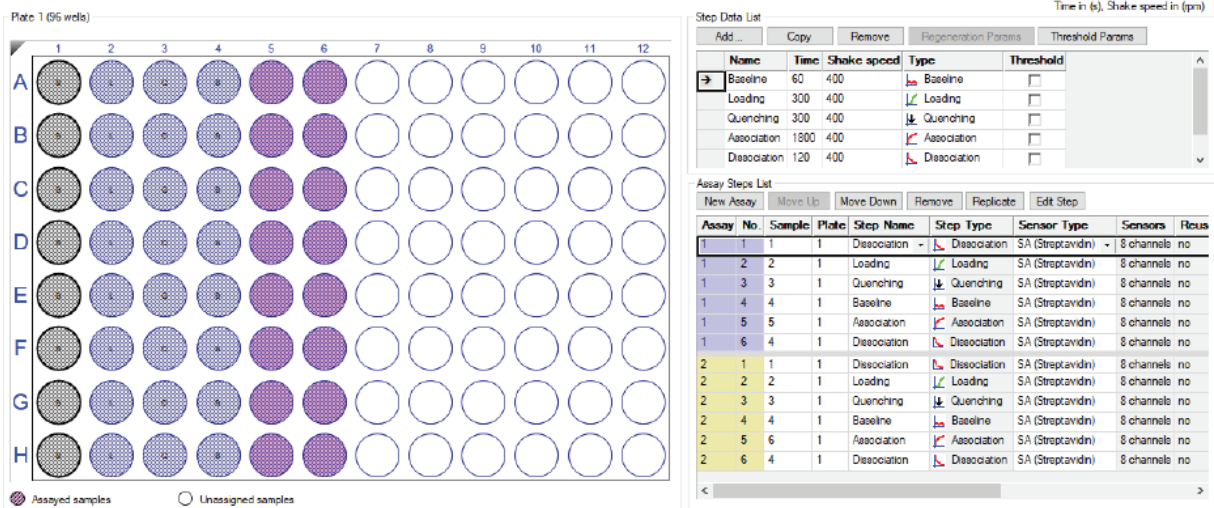 Time in (s), Shake speed in (rpm)
Plate 1 (96 wells)
1 2 3 4 5 6 7 8 9 10 11 12
A
B
C
D
E
F
G
H
Assayed samples
Unassigned samples
Step Data List
Add ... Copy Remove Regeneration Params Threshold Params
Name Time Shake speed Type Threshold
Baseline 60 400 Baseline
Loading 300 400 Loading
Quenching 300 400 Quenching
Association 1800 400 Association
Dissociation 120 400 Dissociation
Assay Steps List
New Assay Move Up Move Down Remove Replicate Edit Step
Assay No. Sample Plate Step Name Step Type Sensor Type Sensors Reus
1 1 1 1 Dissociation Dissociation SA (Streptavidin) 8 channels no
1 2 2 1 Loading Loading SA (Streptavidin) 8 channels no
1 3 3 1 Quenching Quenching SA (Streptavidin) 8 channels no
1 4 4 1 Baseline Baseline SA (Streptavidin) 8 channels no
1 5 5 1 Association Association SA (Streptavidin) 8 channels no
1 6 4 1 Dissociation Dissociation SA (Streptavidin) 8 channels no
2 1 1 1 Dissociation Dissociation SA (Streptavidin) 8 channels no
2 2 2 1 Loading Loading SA (Streptavidin) 8 channels no
2 3 3 1 Quenching Quenching SA (Streptavidin) 8 channels no
2 4 4 1 Baseline Baseline SA (Streptavidin) 8 channels no
2 5 6 1 Association Association SA (Streptavidin) 8 channels no
2 6 4 1 Dissociation Dissociation SA (Streptavidin) 8 channels no